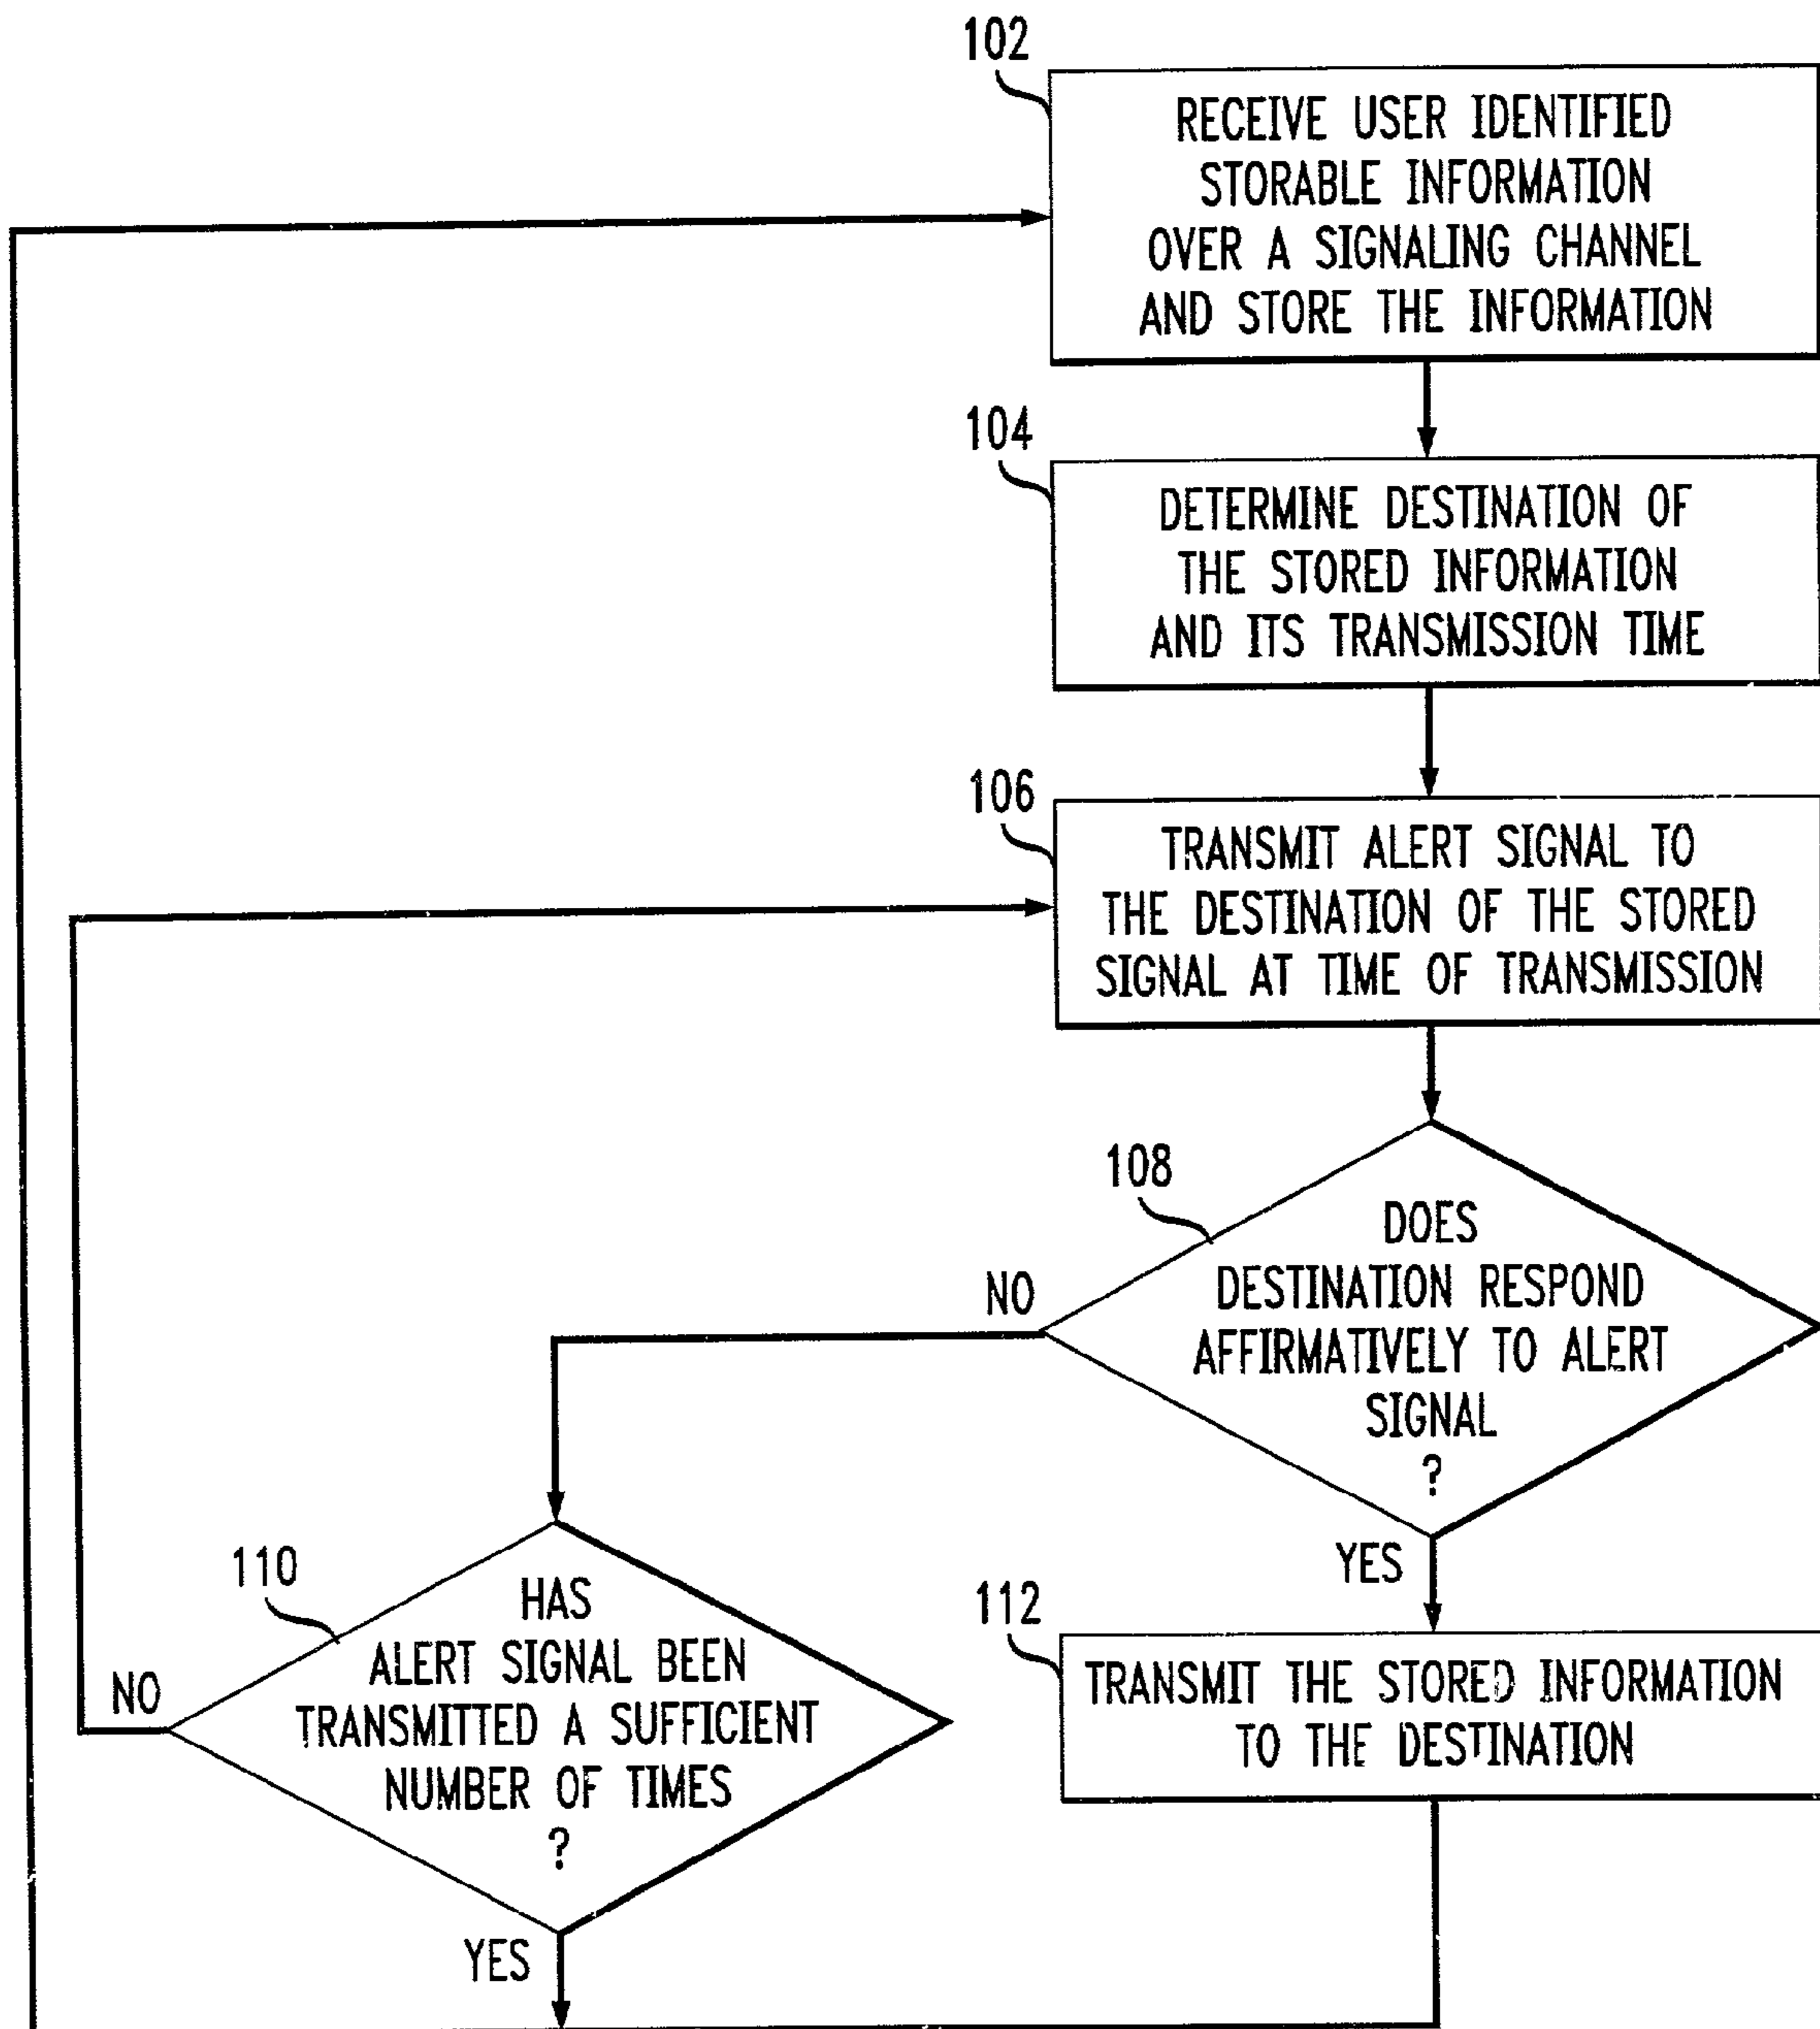 102
RECEIVE USER IDENTIFIED
STORABLE INFORMATION
OVER A SIGNALING CHANNEL
AND STORE THE INFORMATION
104
DETERMINE DESTINATION OF
THE STORED INFORMATION
AND ITS TRANSMISSION TIME
106
TRANSMIT ALERT SIGNAL TO
THE DESTINATION OF THE STORED
SIGNAL AT TIME OF TRANSMISSION
108
DOES
DESTINATION RESPOND
AFFIRMATIVELY TO ALERT
SIGNAL
?
NO
YES
110
HAS
ALERT SIGNAL BEEN
TRANSMITTED A SUFFICIENT
NUMBER OF TIMES
?
NO
YES
112
TRANSMIT THE STORED INFORMATION
TO THE DESTINATION